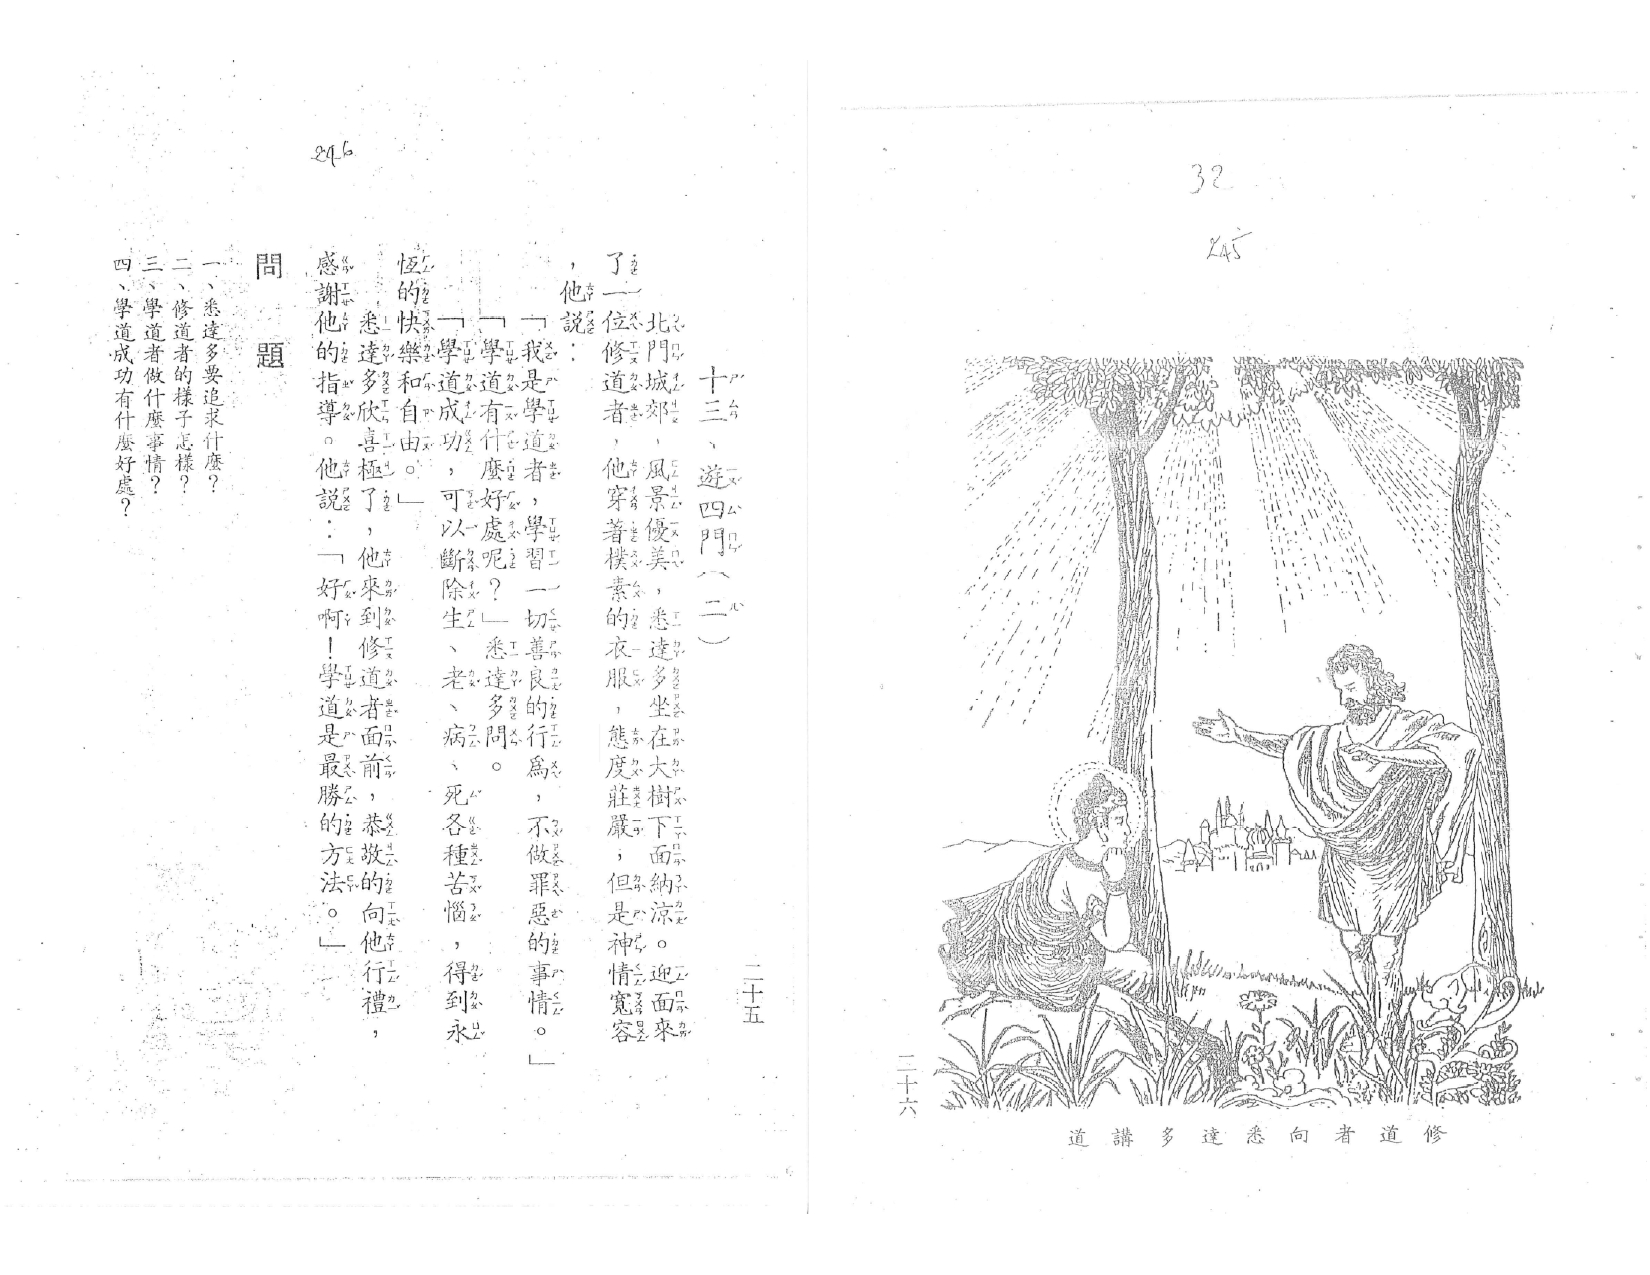 二十五
十三、遊四門(二)
北門城郊、風景優美,悉達多坐在大樹下面納涼。迎面來
了一位修道者,他穿著樸素的衣服,態度莊嚴;但是神情寬容
,他說:
「我是學道者,學習一切善良的行為,不做罪惡的事情。」
「學道有什麼好處呢?」悉達多問。
「學道成功,可以斷除生、老、病、死各種苦惱,得到永
恆的快樂和自由。」
悉達多欣喜極了,他來到修道者面前,恭敬的向他行禮,
感謝他的指導。他說:「好啊!學道是最勝的方法。」
問題
一、悉達多要追求什麼?
二、修道者的樣子怎樣?
三、學道者做什麼事情?
四、學道成功有什麼好處?
246
32
245
修道者向悉達多講道
二十六